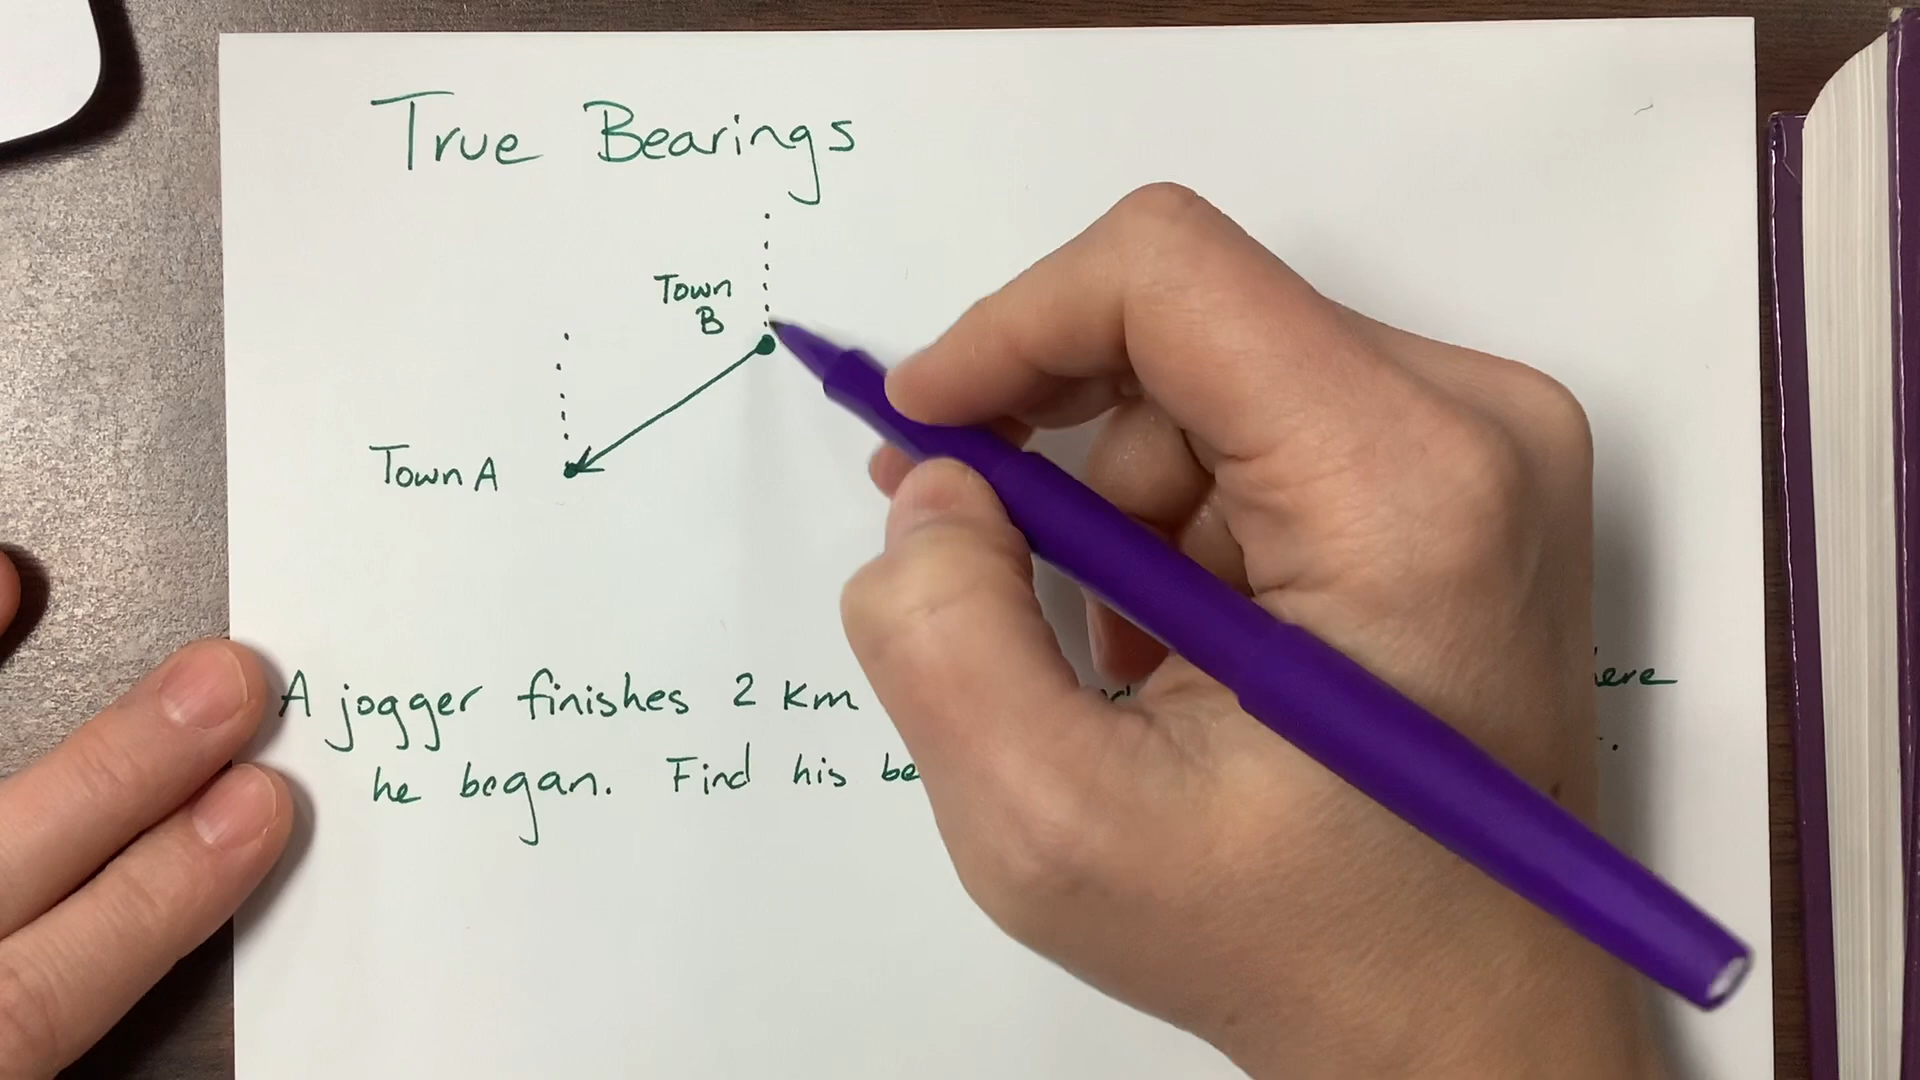 True Bearings
Town
B
Town A
A jogger finishes 2 km
he began. Find his